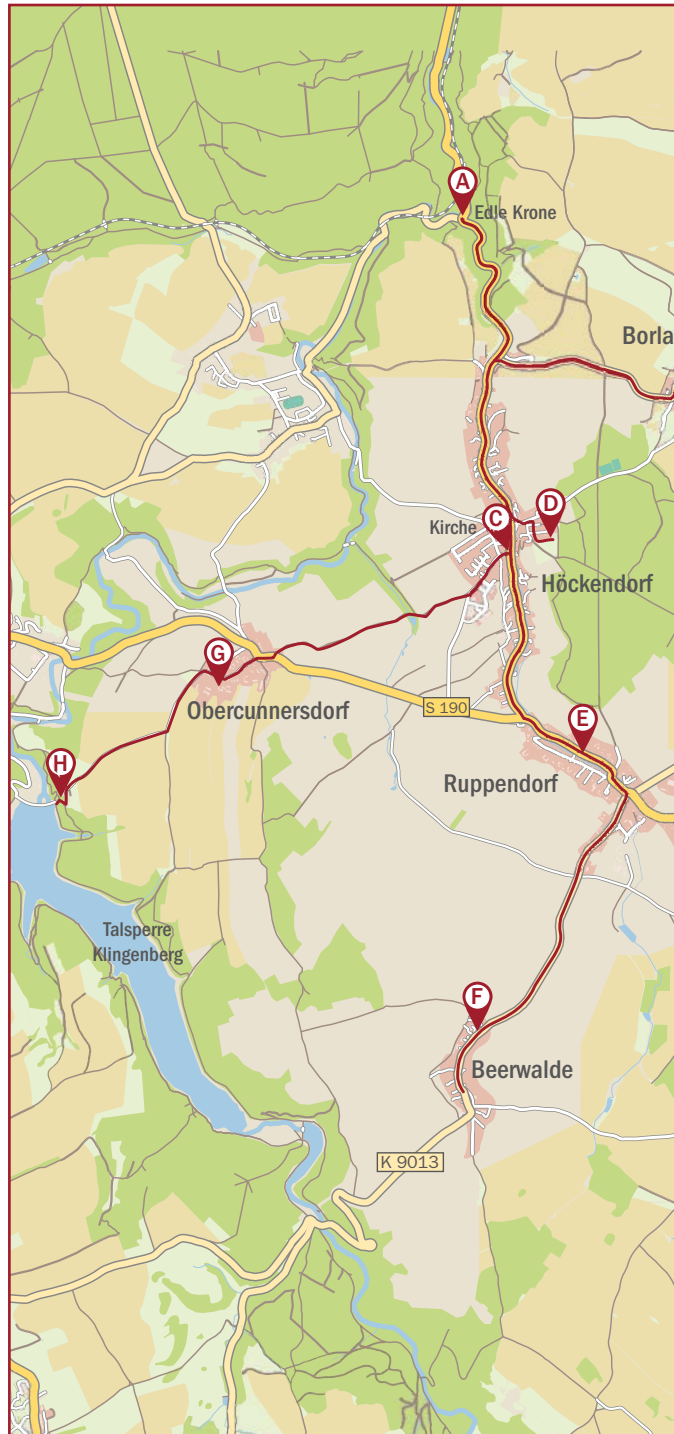 A
Edle Krone
Borla
D
C
Kirche
Höckendorf
G
Obercunnersdorf
S 190
E
H
Ruppendorf
Talsperre
Klingenberg
F
Beerwalde
K 9013